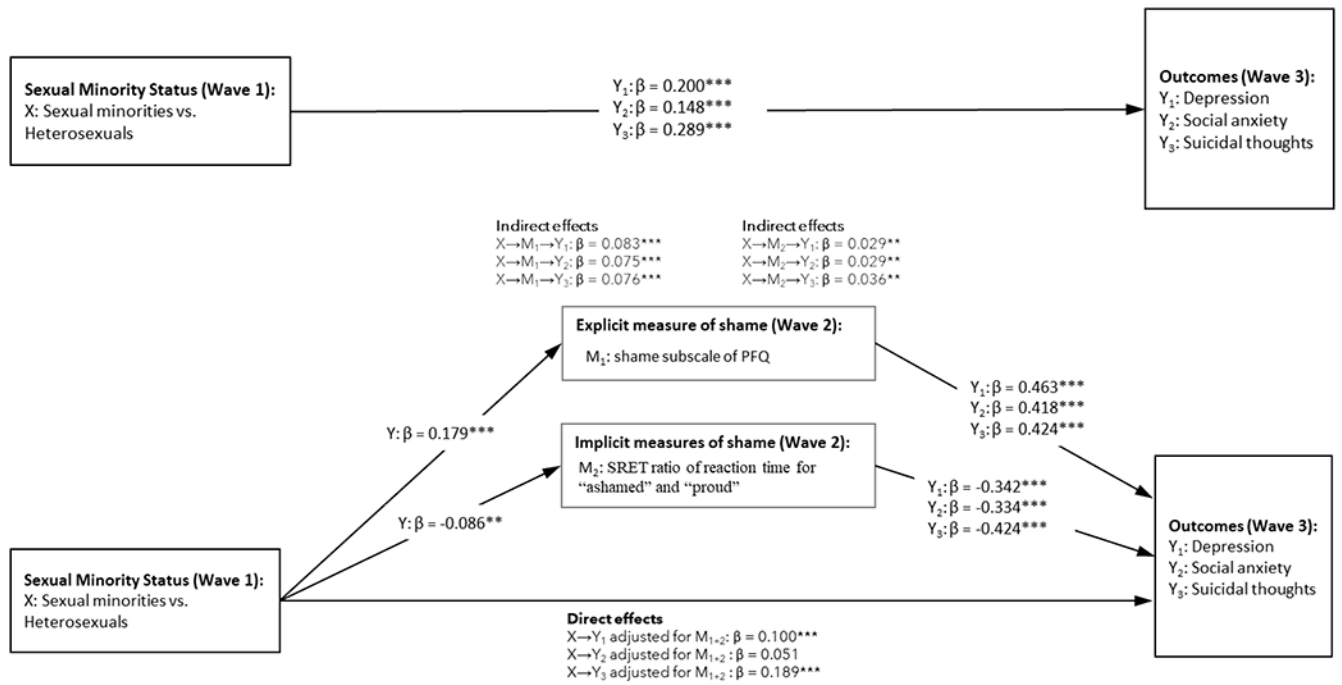 Sexual Minority Status (Wave 1):
X: Sexual minorities vs.
Heterosexuals
Y₁: β = 0.200***
Y₂: β = 0.148***
Y₃: β = 0.289***
Outcomes (Wave 3):
Y₁: Depression
Y₂: Social anxiety
Y₃: Suicidal thoughts
Indirect effects
X→M₁→Y₁: β = 0.083***
X→M₁→Y₂: β = 0.075***
X→M₁→Y₃: β = 0.076***
Indirect effects
X→M₂→Y₁: β = 0.029**
X→M₂→Y₂: β = 0.029**
X→M₂→Y₃: β = 0.036**
Explicit measure of shame (Wave 2):
M₁: shame subscale of PFQ
Y: β = 0.179***
Y₁: β = 0.463***
Y₂: β = 0.418***
Y₃: β = 0.424***
Implicit measures of shame (Wave 2):
M₂: SRET ratio of reaction time for
“ashamed” and “proud”
Y: β = -0.086**
Y₁: β = -0.342***
Y₂: β = -0.334***
Y₃: β = -0.424***
Sexual Minority Status (Wave 1):
X: Sexual minorities vs.
Heterosexuals
Outcomes (Wave 3):
Y₁: Depression
Y₂: Social anxiety
Y₃: Suicidal thoughts
Direct effects
X→Y₁ adjusted for M₁₊₂: β = 0.100***
X→Y₂ adjusted for M₁₊₂ : β = 0.051
X→Y₃ adjusted for M₁₊₂ : β = 0.189***